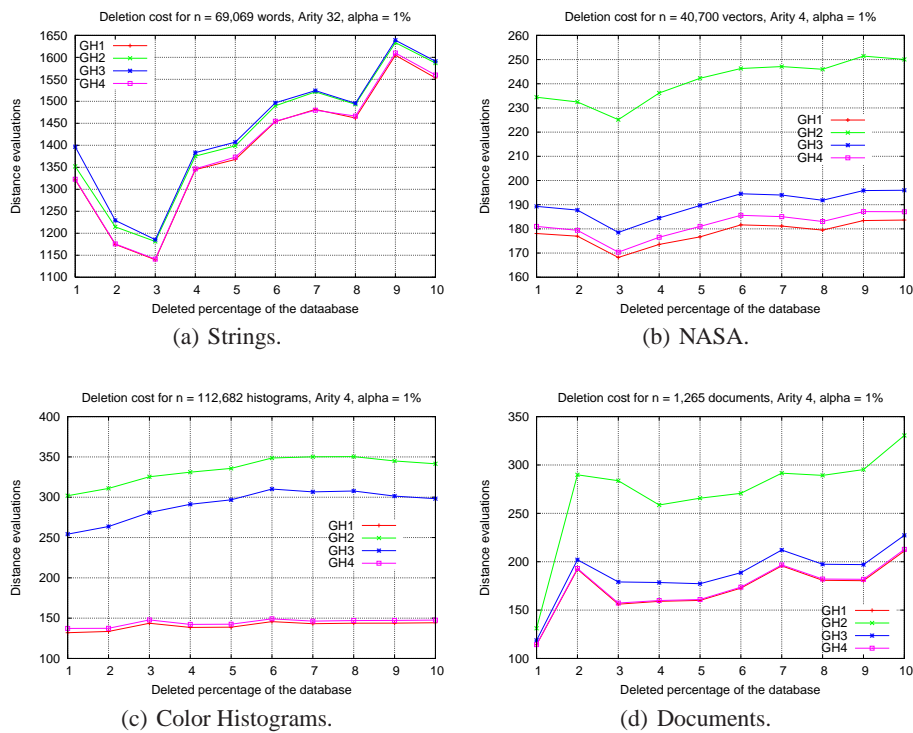 Deletion cost for n = 69,069 words, Arity 32, alpha = 1%
1650
1600
1550
1500
1450
1400
1350
1300
1250
1200
1150
1100
Distance evaluations
GH1
GH2
GH3
GH4
1 2 3 4 5 6 7 8 9 10
Deleted percentage of the dataabase
(a) Strings.
Deletion cost for n = 40,700 vectors, Arity 4, alpha = 1%
260
250
240
230
220
210
200
190
180
170
160
Distance evaluations
GH1
GH2
GH3
GH4
1 2 3 4 5 6 7 8 9 10
Deleted percentage of the database
(b) NASA.
Deletion cost for n = 112,682 histograms, Arity 4, alpha = 1%
400
350
300
250
200
150
100
Distance evaluations
GH1
GH2
GH3
GH4
1 2 3 4 5 6 7 8 9 10
Deleted percentage of the database
(c) Color Histograms.
Deletion cost for n = 1,265 documents, Arity 4, alpha = 1%
350
300
250
200
150
100
Distance evaluations
GH1
GH2
GH3
GH4
1 2 3 4 5 6 7 8 9 10
Deleted percentage of the database
(d) Documents.